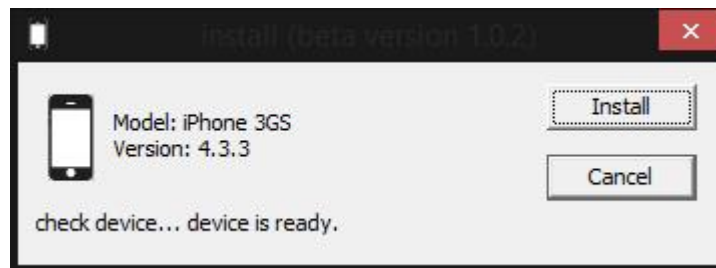 install (beta version 1.0.2)
Model: iPhone 3GS
Version: 4.3.3
Install
Cancel
check device... device is ready.